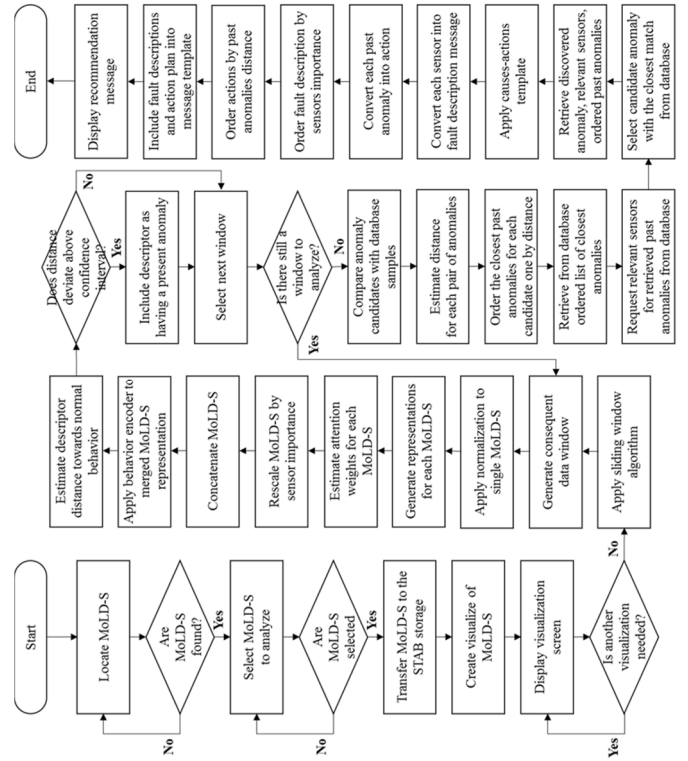 Start
Locate MoLD-S
Are
MoLD-S
found?
No
Yes
Select MoLD-S
to analyze
Are
MoLD-S
selected
No
Yes
Transfer MoLD-S to the
STAB storage
Create visualize of
MoLD-S
Display visualization
screen
Is another
visualization
needed?
Yes
No
Apply sliding window
algorithm
Generate consequent
data window
Apply normalization to
single MoLD-S
Generate representations
for each MoLD-S
Estimate attention
weights for each
MoLD-S
Rescale MoLD-S by
sensor importance
Concatenate MoLD-S
Apply behavior encoder to
merged MoLD-S
representation
Estimate descriptor
distance towards normal
behavior
Does distance
deviate above
confidence
interval?
No
Yes
Include descriptor as
having a present anomaly
Select next window
Is there still a
window to
analyze?
Yes
No
Compare anomaly
candidates with database
samples
Estimate distance
for each pair of anomalies
Order the closest past
anomalies for each
candidate one by distance
Retrieve from database
ordered list of closest
anomalies
Request relevant sensors
for retrieved past
anomalies from database
Select candidate anomaly
with the closest match
from database
Retrieve discovered
anomaly, relevant sensors,
ordered past anomalies
Apply causes-actions
template
Convert each sensor into
fault description message
Convert each past
anomaly into action
Order fault description by
sensors importance
Order actions by past
anomalies distance
Include fault descriptions
and action plan into
message template
Display recommendation
message
End